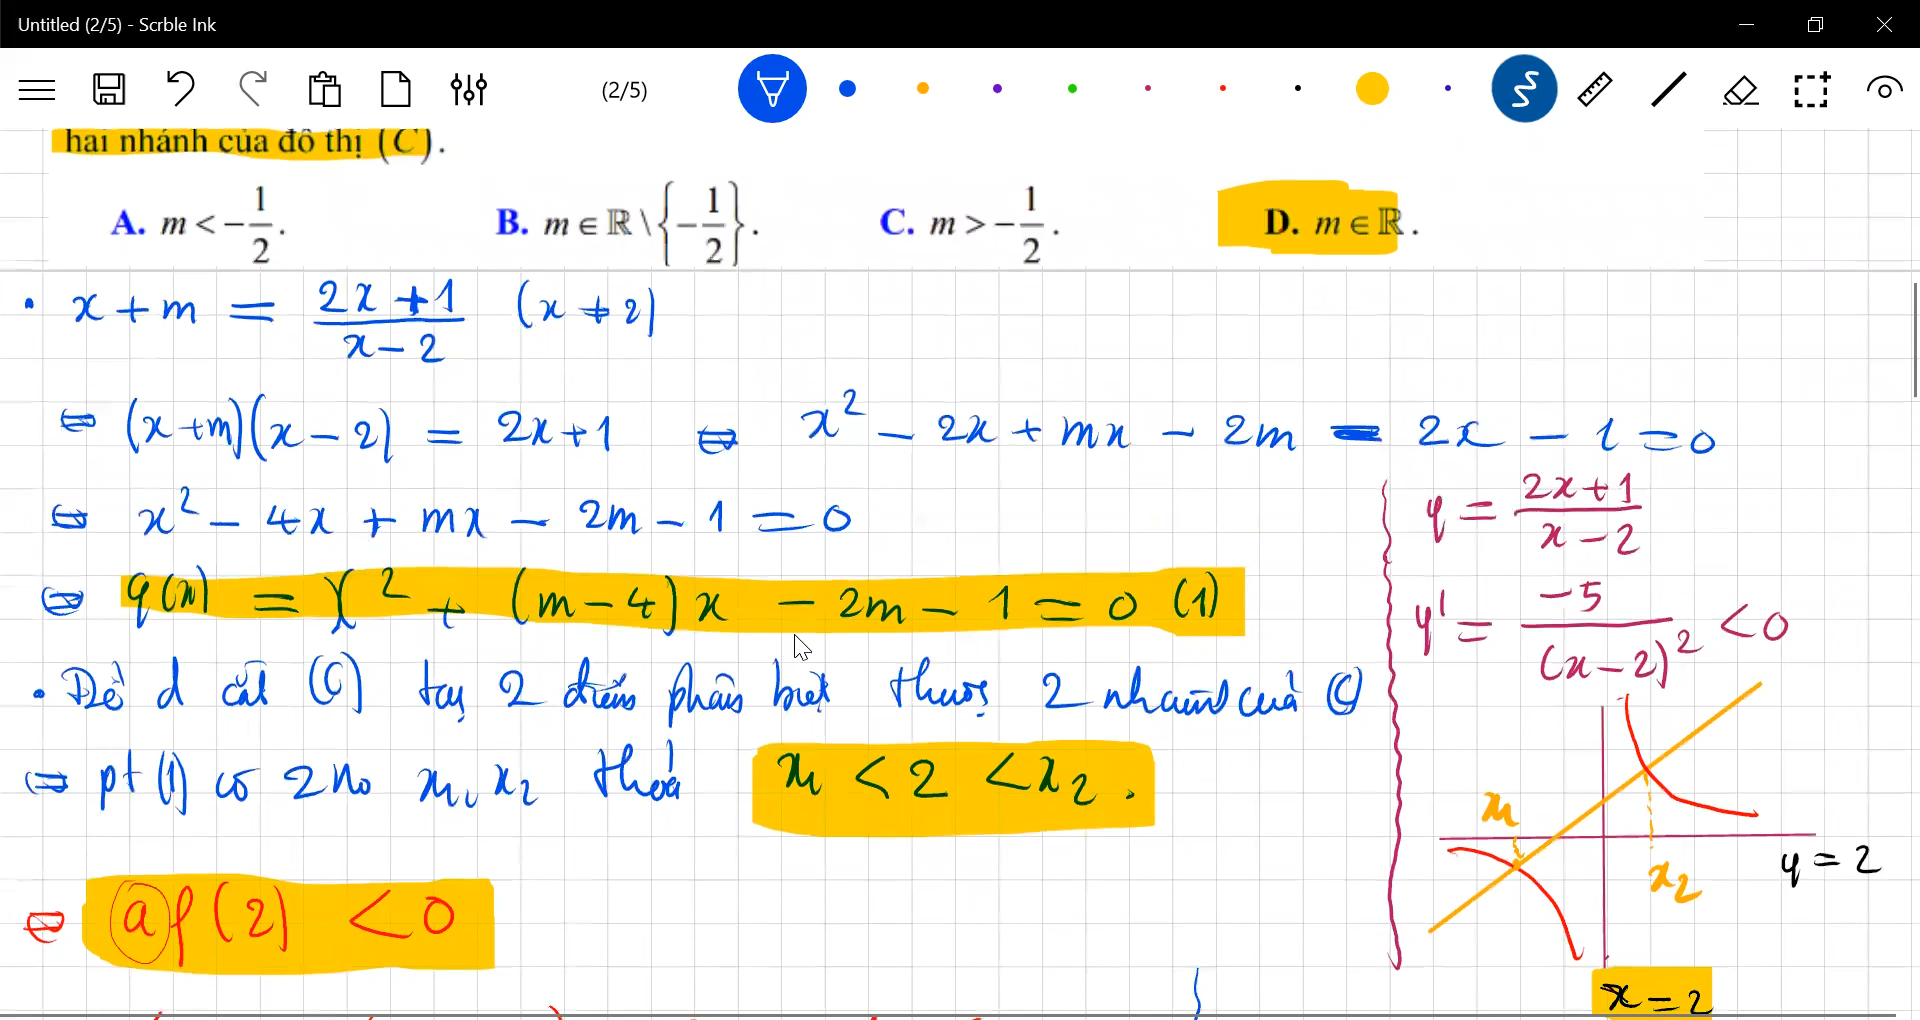 Untitled (2/5) - Scrble Ink
(2/5)
hai nhánh của đồ thị (C).
A. m < -1/2. B. m ∈ ℝ \ {-1/2}. C. m > -1/2. D. m ∈ ℝ.
• x + m = (2x + 1)/(x - 2) (x ≠ 2)
⇔ (x + m)(x - 2) = 2x + 1 ⇔ x² - 2x + mx - 2m - 2x - 1 = 0
⇔ x² - 4x + mx - 2m - 1 = 0
⇔ g(x) = x² + (m - 4)x - 2m - 1 = 0 (1)
• Để d cắt (C) tại 2 điểm phân biệt thuộc 2 nhánh của (C)
⇔ pt (1) có 2 no x₁, x₂ thoả x₁ < 2 < x₂.
⇔ a f(2) < 0
y = (2x + 1)/(x - 2)
y' = -5/(x - 2)² < 0
x₁
x₂
y = 2
x = 2